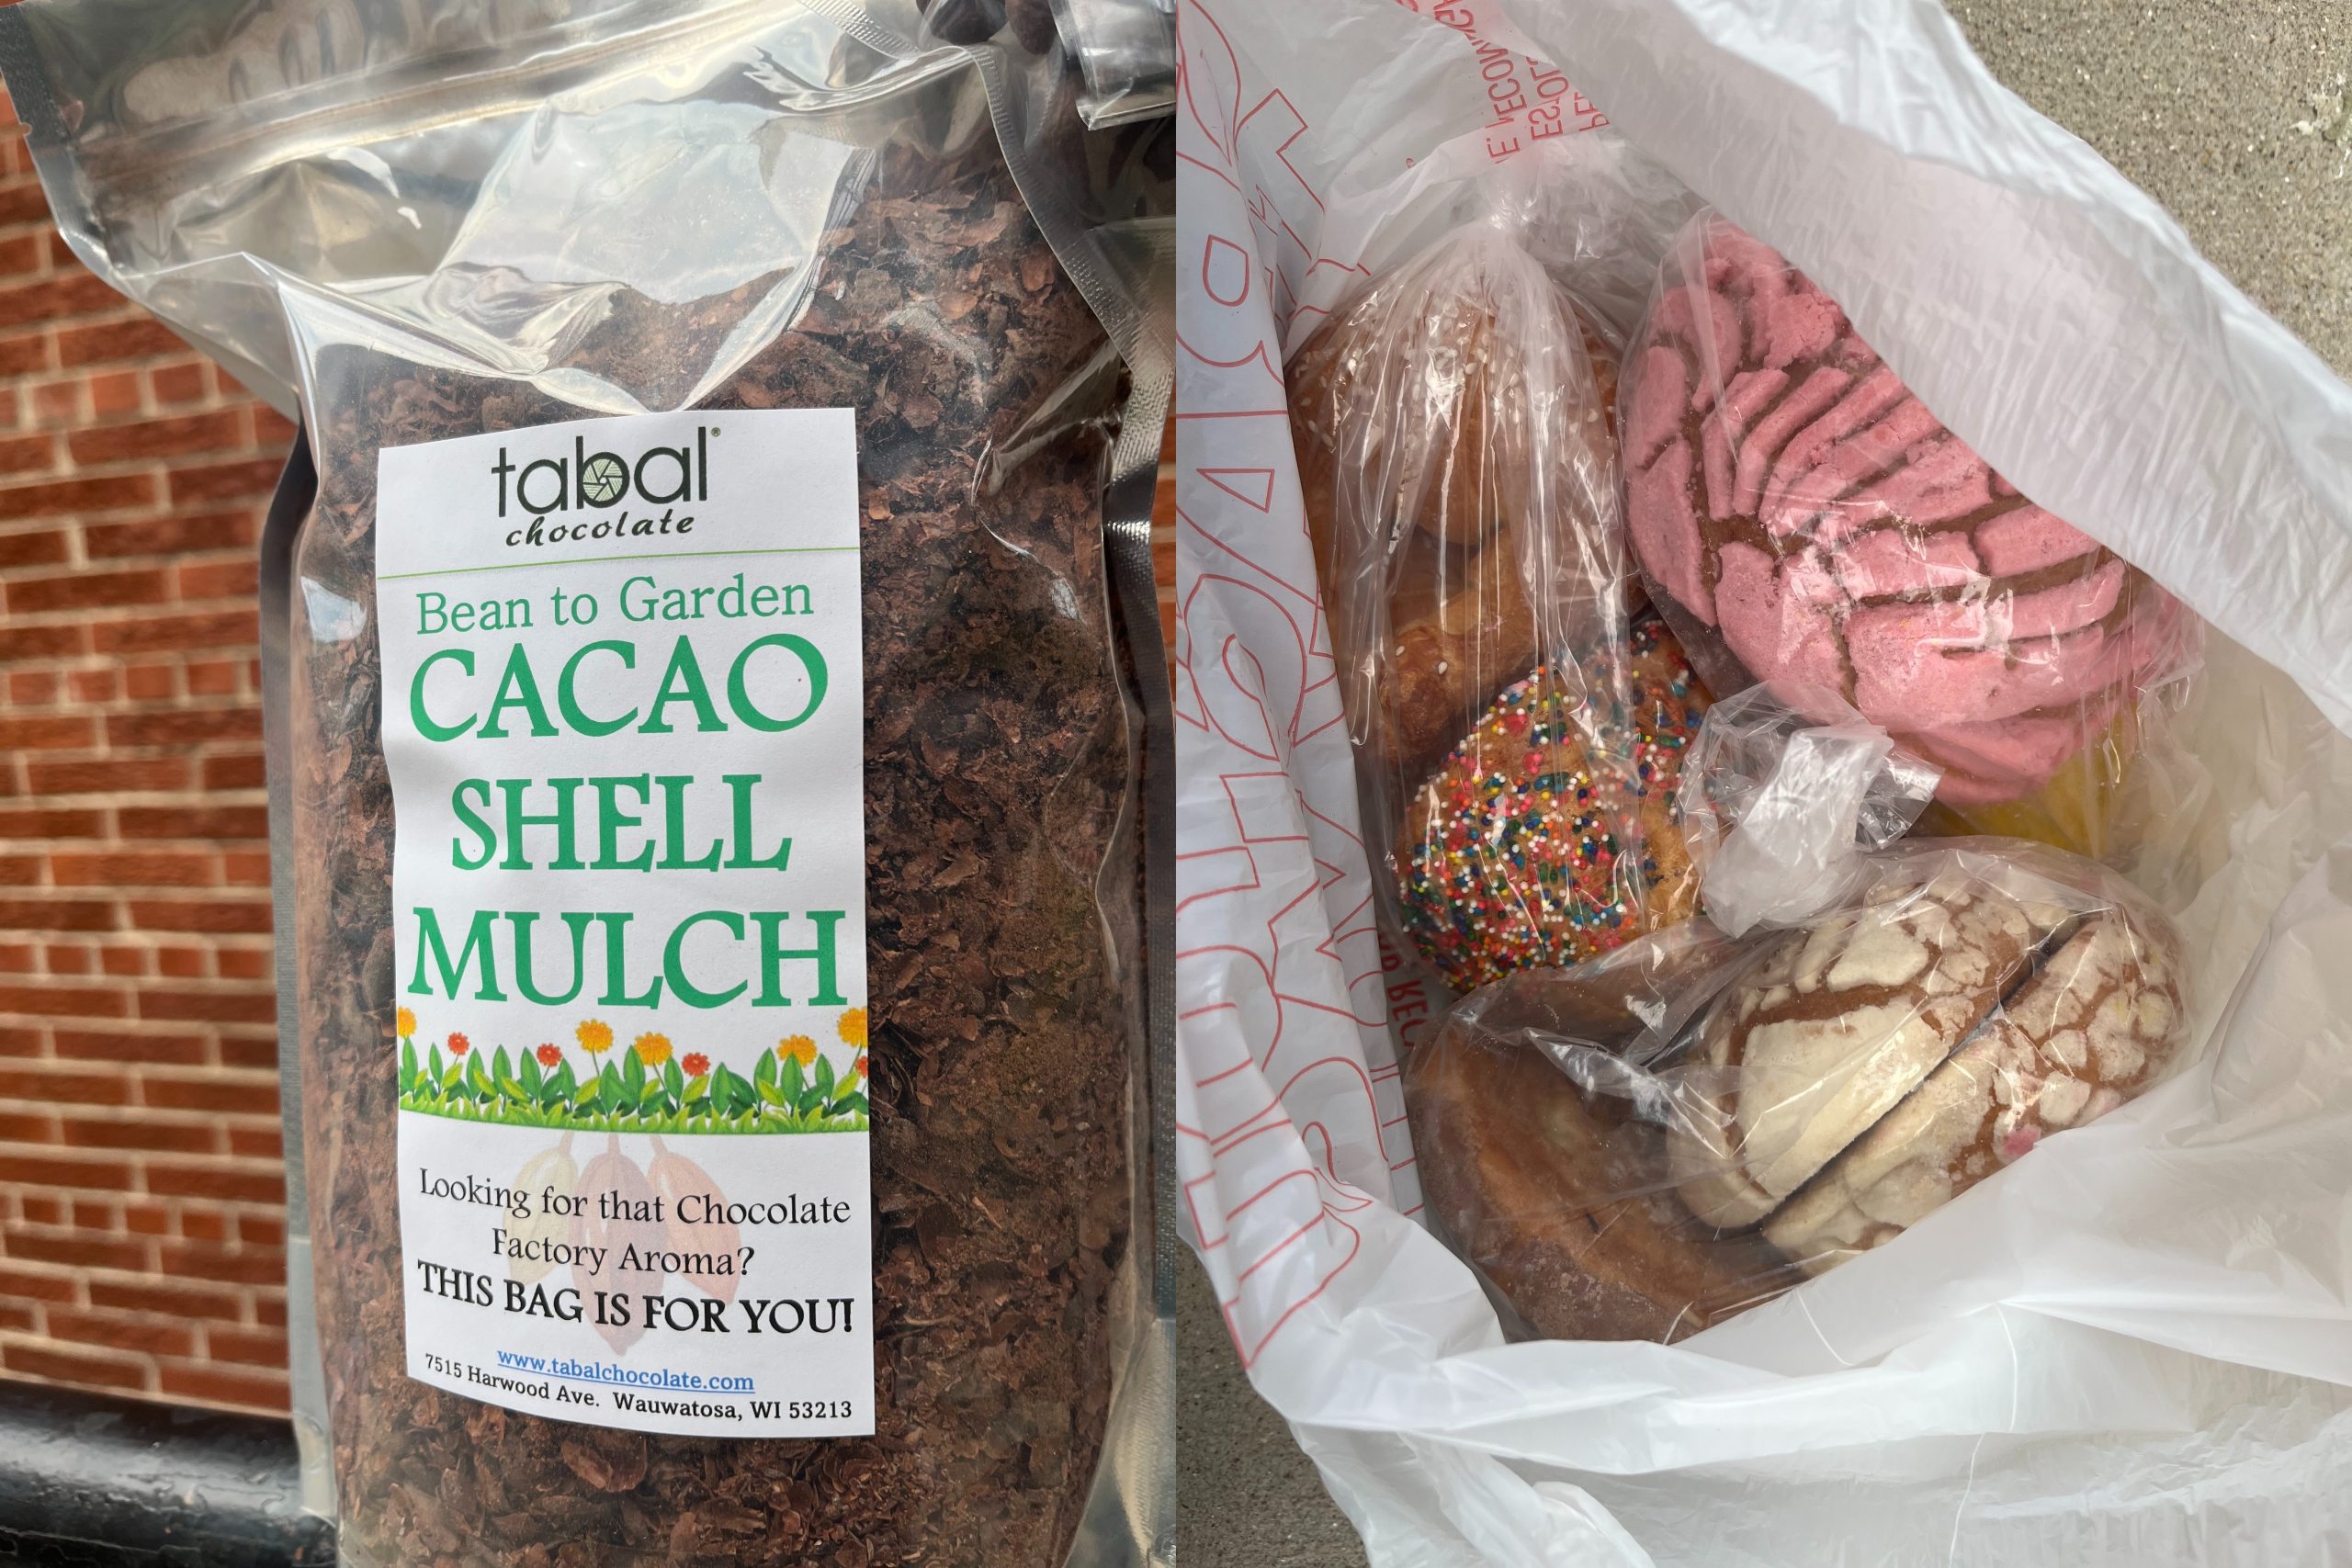 tabal®
chocolate
Bean to Garden
CACAO
SHELL
MULCH
Looking for that Chocolate
Factory Aroma?
THIS BAG IS FOR YOU!
www.tabalchocolate.com
7515 Harwood Ave. Wauwatosa, WI 53213